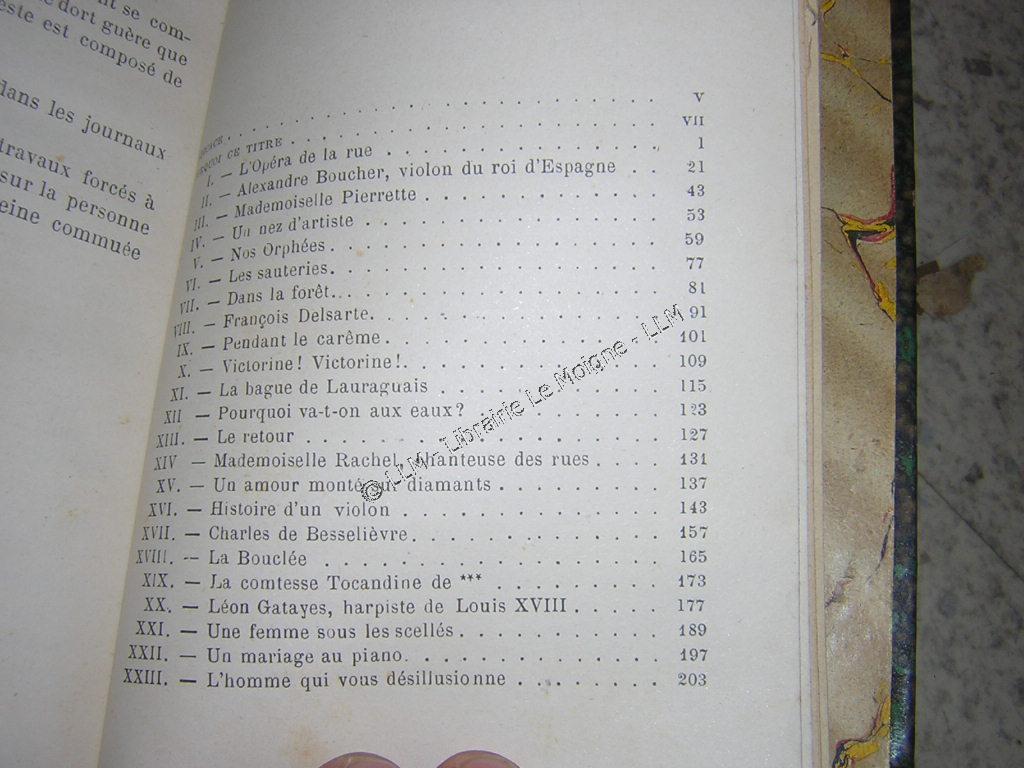 nt se com-
e dort guère que
este est composé de
dans les journaux
travaux forcés à
sur la personne
eine commuée
V
CE TITRE . . . . . . . . . . . . . . . . VII
I. — L'Opéra de la rue . . . . . . . . . . . . 1
II. — Alexandre Boucher, violon du roi d'Espagne . . 21
III. — Mademoiselle Pierrette . . . . . . . . . . 43
IV. — Un nez d'artiste . . . . . . . . . . . . . 53
V. — Nos Orphées . . . . . . . . . . . . . . . 59
VI. — Les sauteries. . . . . . . . . . . . . . . 77
VII. — Dans la forêt. . . . . . . . . . . . . . . 81
VIII. — François Delsarte. . . . . . . . . . . . . 91
IX. — Pendant le carême . . . . . . . . . . . . 101
X. — Victorine! Victorine!. . . . . . . . . . . . 109
XI. — La bague de Lauraguais . . . . . . . . . . 115
XII — Pourquoi va-t-on aux eaux? . . . . . . . . 123
XIII. — Le retour . . . . . . . . . . . . . . . . 127
XIV — Mademoiselle Rachel, chanteuse des rues . . . 131
XV. — Un amour monté sur diamants . . . . . . . 137
XVI. — Histoire d'un violon . . . . . . . . . . . 143
XVII. — Charles de Besselièvre. . . . . . . . . . . 157
XVIII. — La Bouclée . . . . . . . . . . . . . . . 165
XIX. — La comtesse Tocandine de *** . . . . . . . 173
XX. — Léon Gatayes, harpiste de Louis XVIII . . . . 177
XXI. — Une femme sous les scellés. . . . . . . . . 189
XXII. — Un mariage au piano. . . . . . . . . . . . 197
XXIII. — L'homme qui vous désillusionne . . . . . . . 203
© LLM - Librairie Le Moigne - LLM